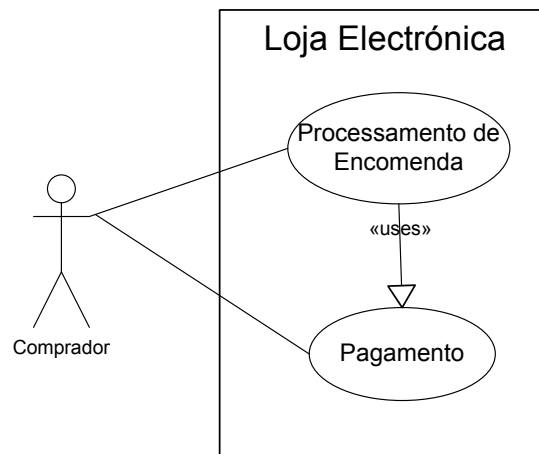 Loja Electrónica
Processamento de
Encomenda
«uses»
Comprador
Pagamento